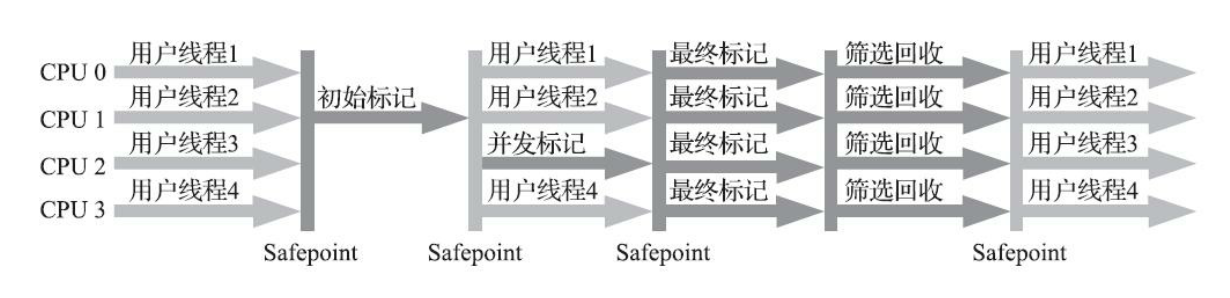 CPU 0 用户线程1 用户线程1 最终标记 筛选回收 用户线程1
CPU 1 用户线程2 初始标记 用户线程2 最终标记 筛选回收 用户线程2
CPU 2 用户线程3 并发标记 最终标记 筛选回收 用户线程3
CPU 3 用户线程4 用户线程4 最终标记 筛选回收 用户线程4
Safepoint Safepoint Safepoint Safepoint